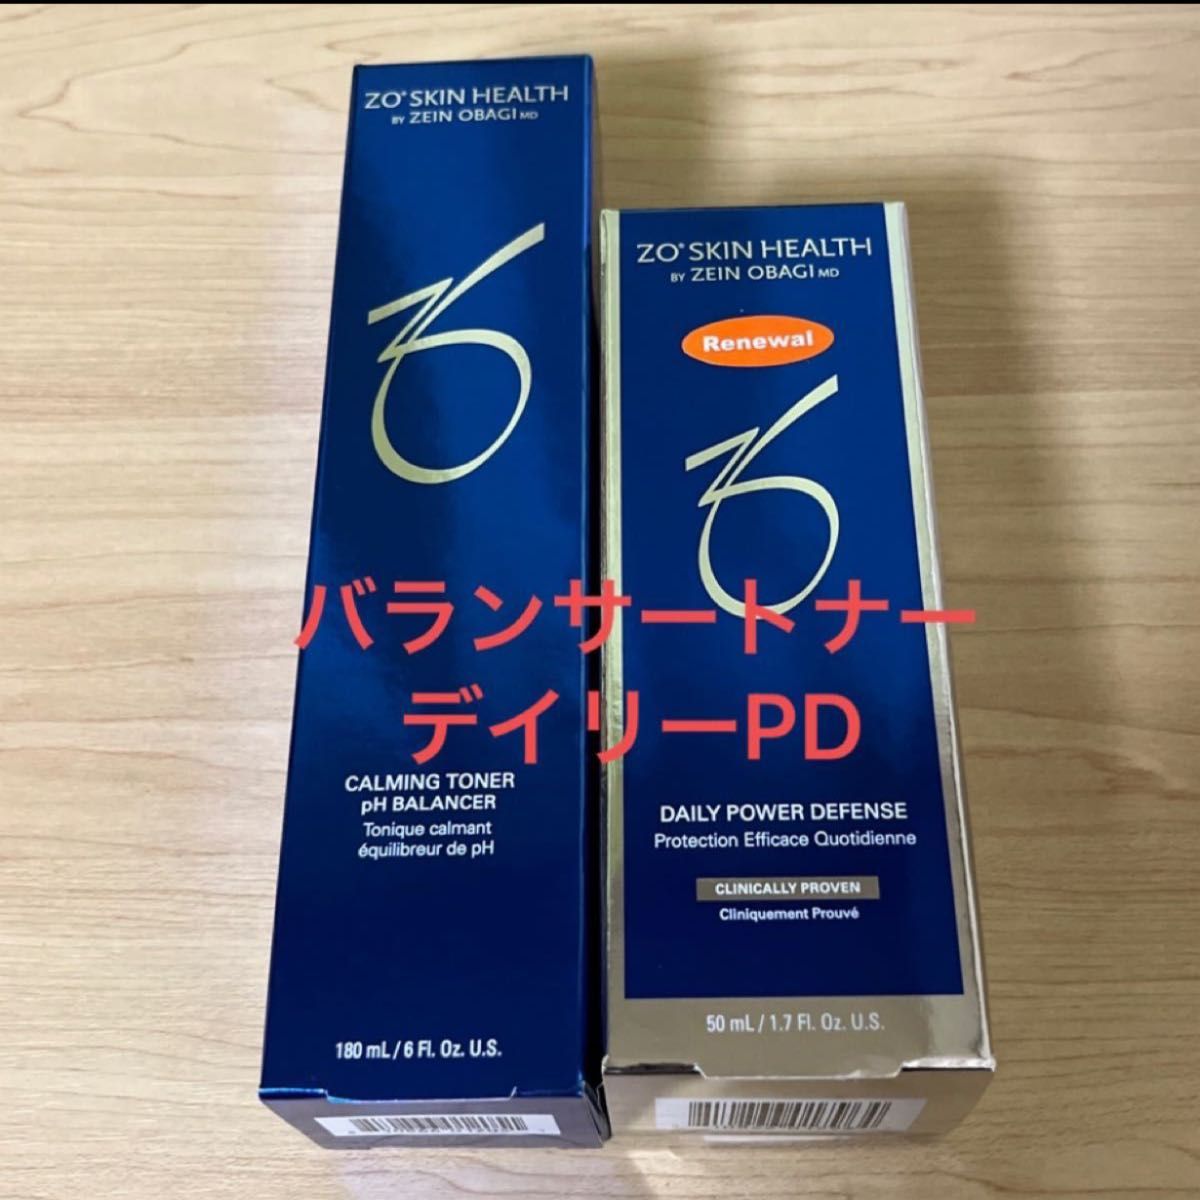 ZO® SKIN HEALTH
BY ZEIN OBAGI MD
CALMING TONER
pH BALANCER
Tonique calmant
équilibreur de pH
180 mL / 6 Fl. Oz. U.S.
ZO® SKIN HEALTH
BY ZEIN OBAGI MD
Renewal
バランサートナー
デイリーPD
DAILY POWER DEFENSE
Protection Efficace Quotidienne
CLINICALLY PROVEN
Cliniquement Prouvé
50 mL / 1.7 Fl. Oz. U.S.